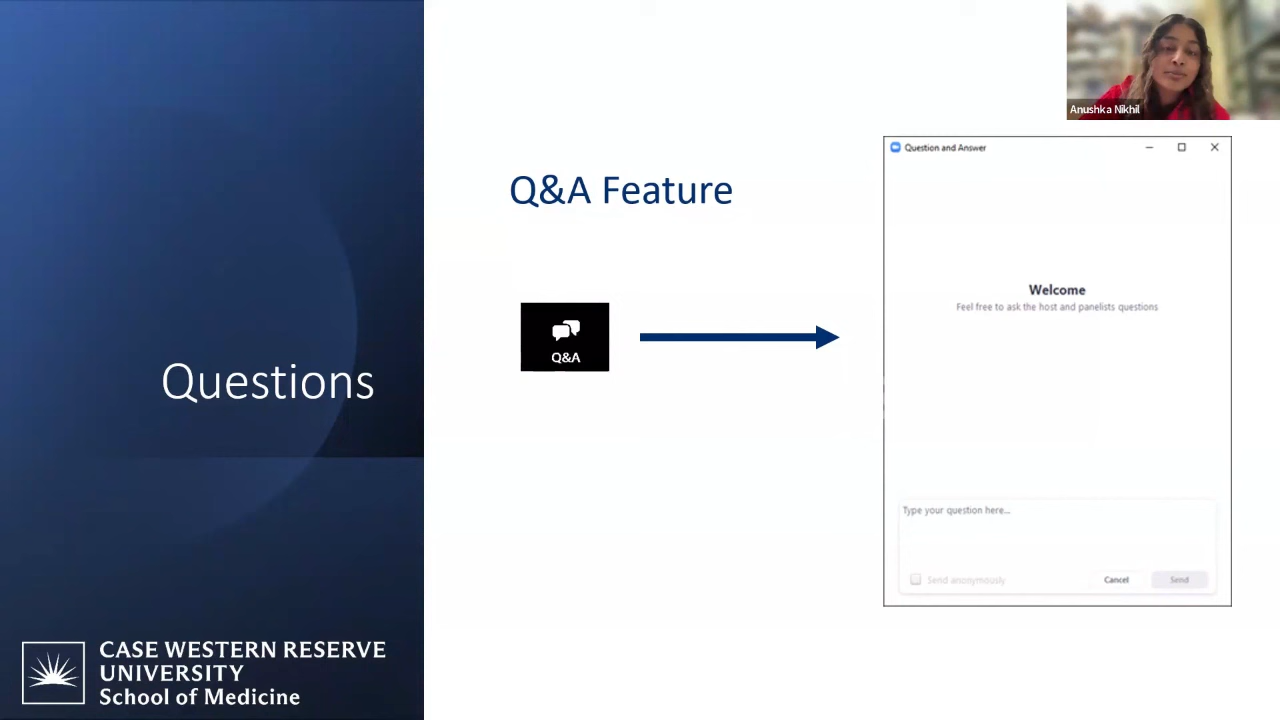 Anushka Nikhil
Question and Answer
Q&A Feature
Welcome
Feel free to ask the host and panelists questions
Q&A
Questions
Type your question here...
Send anonymously
Cancel
Send
CASE WESTERN RESERVE
UNIVERSITY
School of Medicine